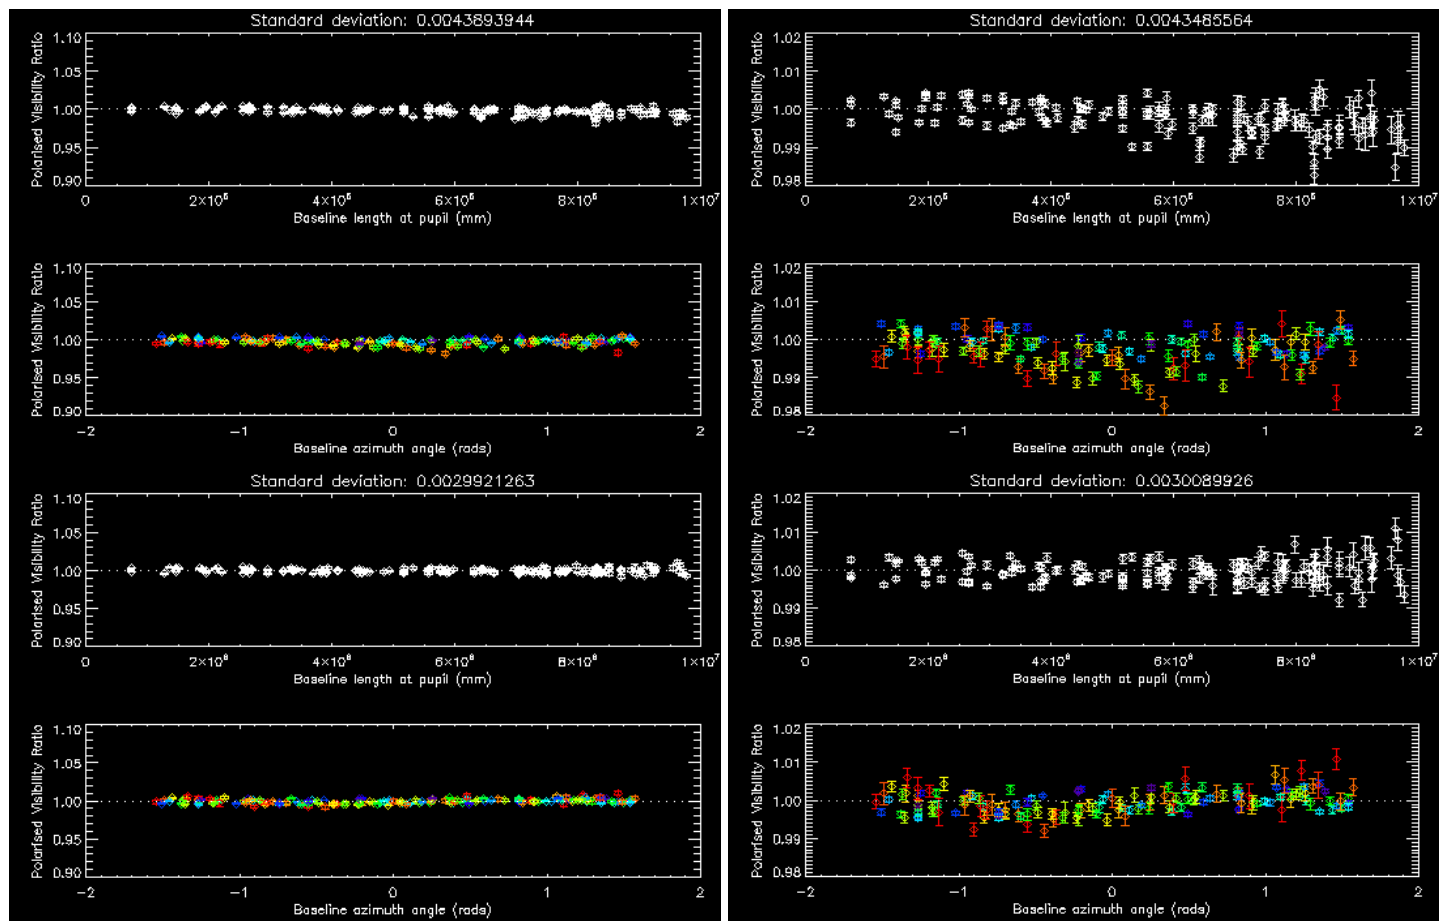 Standard deviation: 0.0043893944
Polarised Visibility Ratio
1.10
1.05
1.00
0.95
0.90
0 2×10⁶ 4×10⁶ 6×10⁶ 8×10⁶ 1×10⁷
Baseline length at pupil (mm)
Polarised Visibility Ratio
1.10
1.05
1.00
0.95
0.90
-2 -1 0 1 2
Baseline azimuth angle (rads)
Standard deviation: 0.0029921263
Polarised Visibility Ratio
1.10
1.05
1.00
0.95
0.90
0 2×10⁶ 4×10⁶ 6×10⁶ 8×10⁶ 1×10⁷
Baseline length at pupil (mm)
Polarised Visibility Ratio
1.10
1.05
1.00
0.95
0.90
-2 -1 0 1 2
Baseline azimuth angle (rads)
Standard deviation: 0.0043485564
Polarised Visibility Ratio
1.02
1.01
1.00
0.99
0.98
0 2×10⁶ 4×10⁶ 6×10⁶ 8×10⁶ 1×10⁷
Baseline length at pupil (mm)
Polarised Visibility Ratio
1.02
1.01
1.00
0.99
0.98
-2 -1 0 1 2
Baseline azimuth angle (rads)
Standard deviation: 0.0030089926
Polarised Visibility Ratio
1.02
1.01
1.00
0.99
0.98
0 2×10⁶ 4×10⁶ 6×10⁶ 8×10⁶ 1×10⁷
Baseline length at pupil (mm)
Polarised Visibility Ratio
1.02
1.01
1.00
0.99
0.98
-2 -1 0 1 2
Baseline azimuth angle (rads)